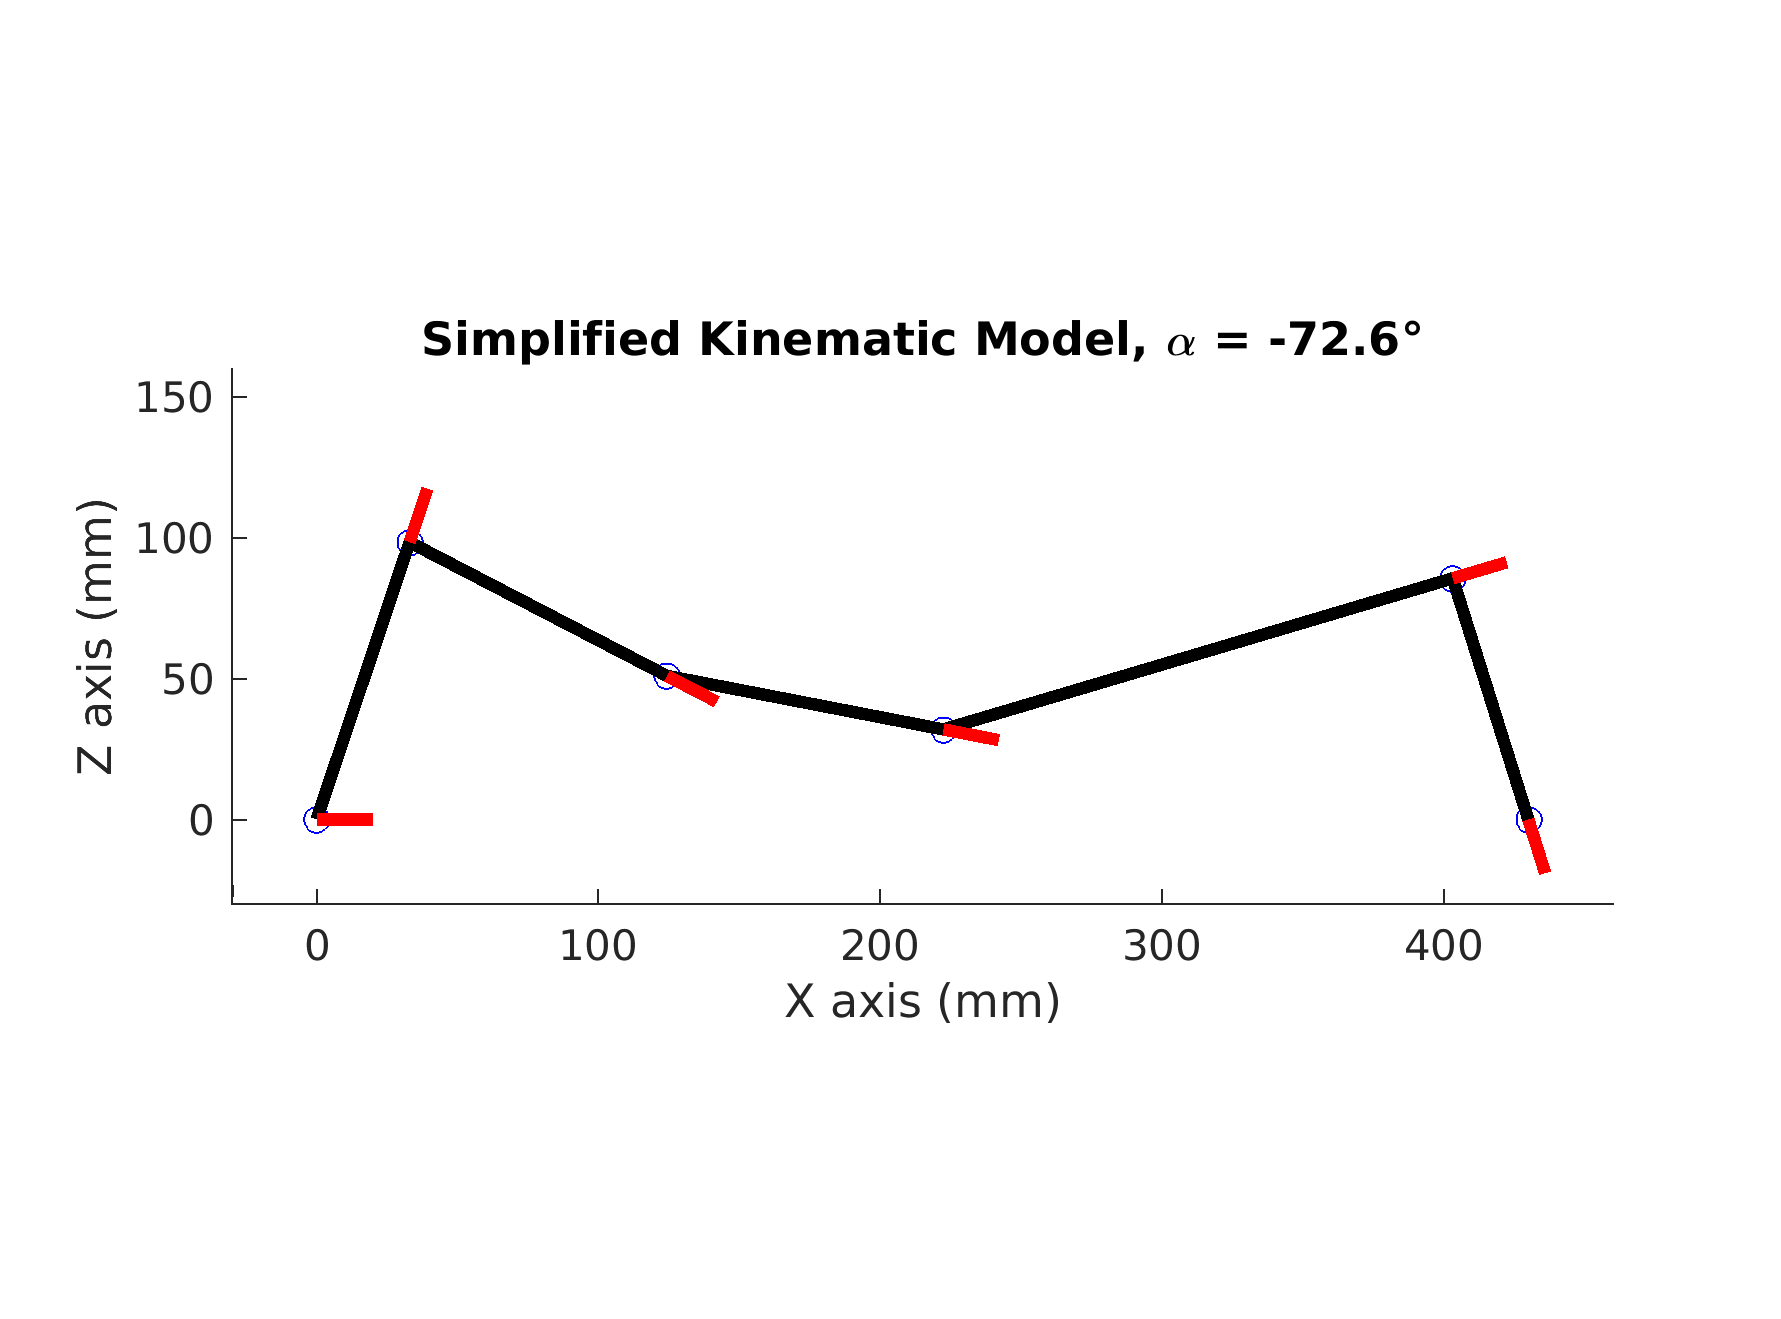 Simplified Kinematic Model, α = -72.6°
150
100
50
0
Z axis (mm)
0 100 200 300 400
X axis (mm)